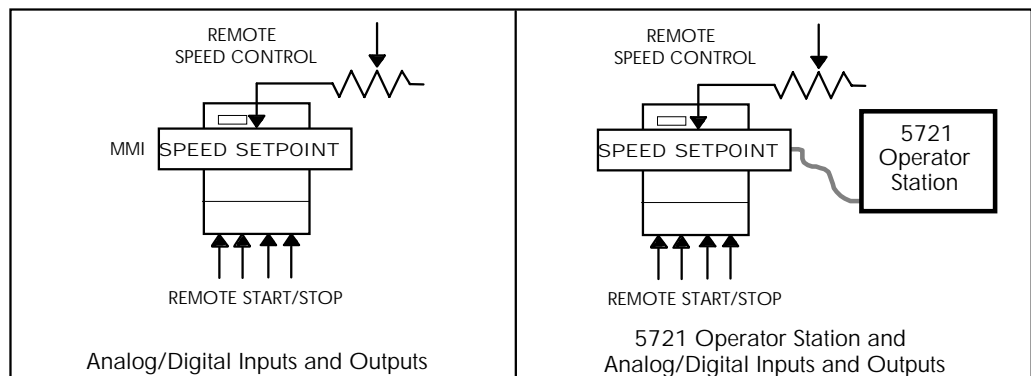 REMOTE
SPEED CONTROL
MMI
SPEED SETPOINT
REMOTE START/STOP
Analog/Digital Inputs and Outputs
REMOTE
SPEED CONTROL
SPEED SETPOINT
5721
Operator
Station
REMOTE START/STOP
5721 Operator Station and
Analog/Digital Inputs and Outputs